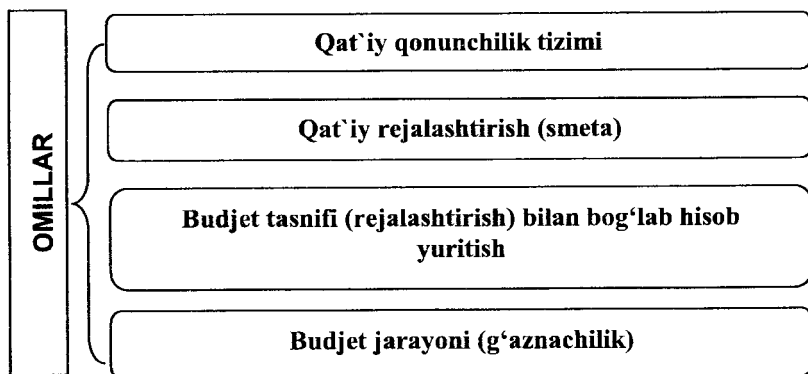 OMILLAR
Qat`iy qonunchilik tizimi
Qat`iy rejalashtirish (smeta)
Budjet tasnifi (rejalashtirish) bilan bog‘lab hisob
yuritish
Budjet jarayoni (g‘aznachilik)